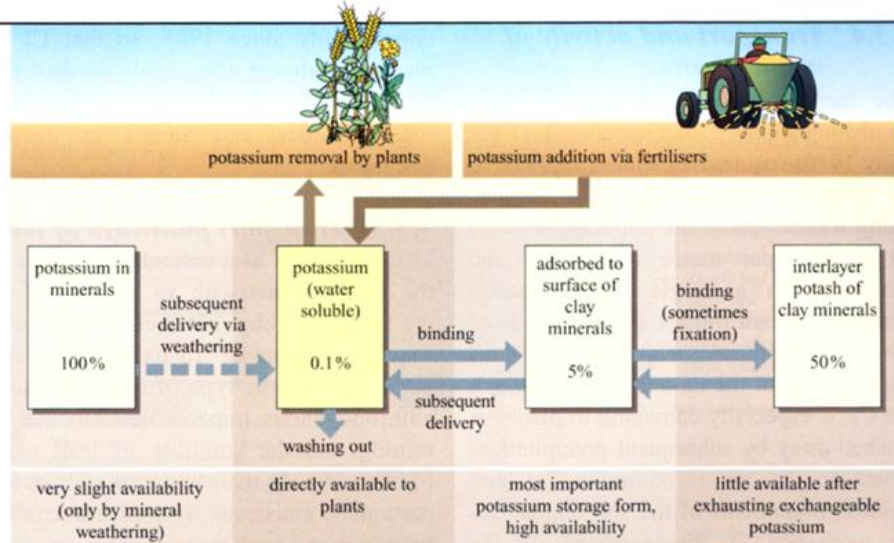 potassium removal by plants
potassium addition via fertilisers
potassium in
minerals
100%
subsequent
delivery via
weathering
potassium
(water
soluble)
0.1%
washing out
binding
subsequent
delivery
adsorbed to
surface of
clay
minerals
5%
binding
(sometimes
fixation)
interlayer
potash of
clay minerals
50%
very slight availability
(only by mineral
weathering)
directly available to
plants
most important
potassium storage form,
high availability
little available after
exhausting exchangeable
potassium